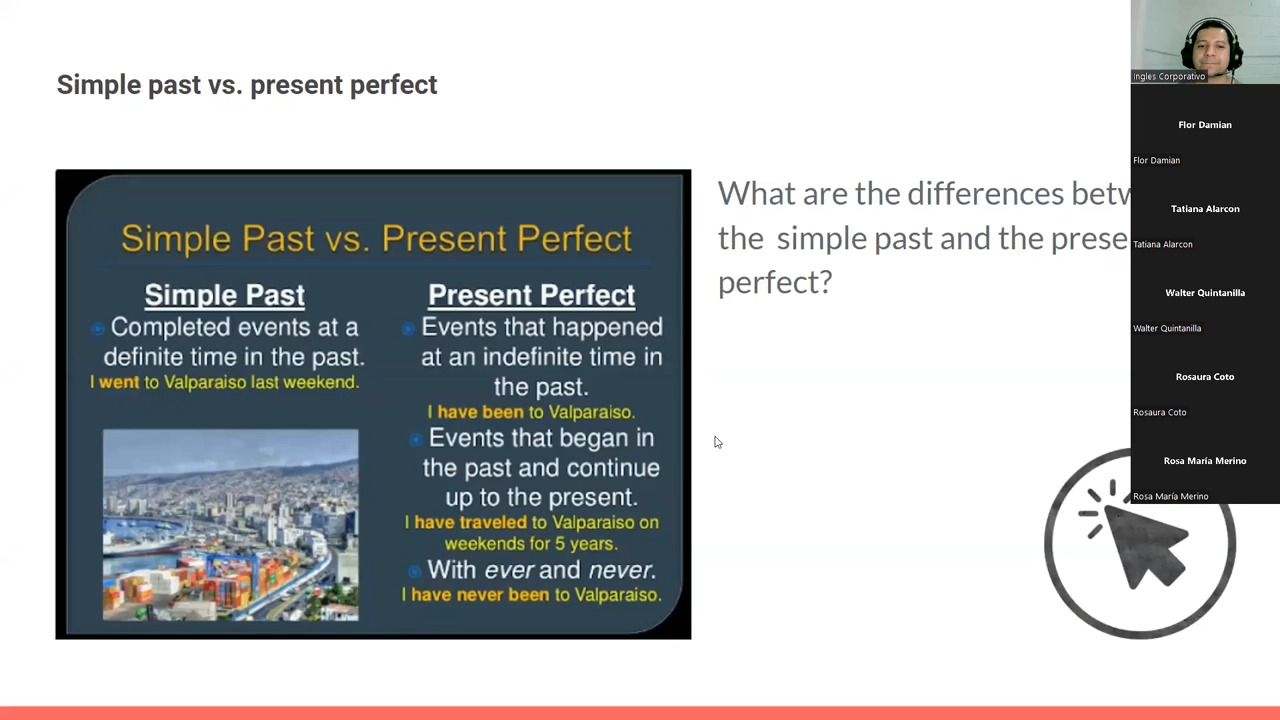 Simple past vs. present perfect
Simple Past vs. Present Perfect
Simple Past
Completed events at a
definite time in the past.
I went to Valparaiso last weekend.
Present Perfect
Events that happened
at an indefinite time in
the past.
I have been to Valparaiso.
Events that began in
the past and continue
up to the present.
I have traveled to Valparaiso on
weekends for 5 years.
With ever and never.
I have never been to Valparaiso.
What are the differences betw
the simple past and the prese
perfect?
Ingles Corporativo
Flor Damian
Flor Damian
Tatiana Alarcon
Tatiana Alarcon
Walter Quintanilla
Walter Quintanilla
Rosaura Coto
Rosaura Coto
Rosa María Merino
Rosa María Merino